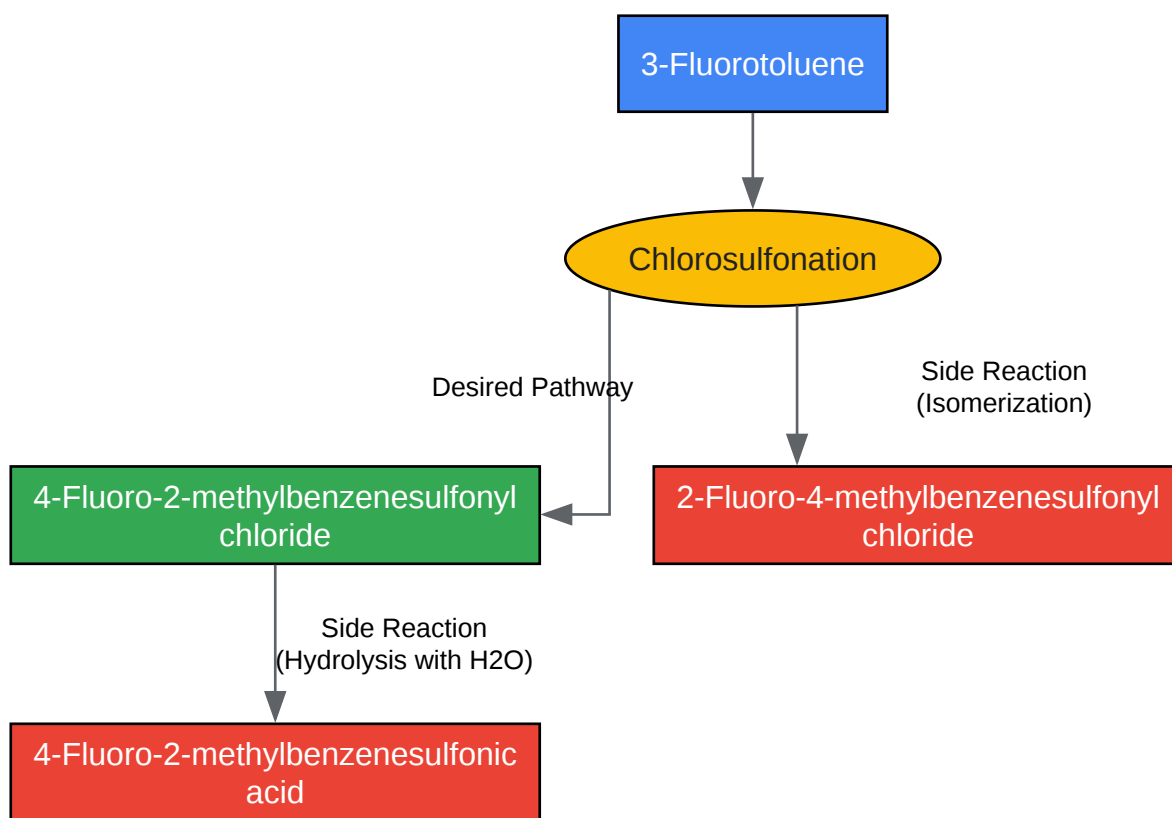 3-Fluorotoluene
Chlorosulfonation
Desired Pathway
Side Reaction
(Isomerization)
4-Fluoro-2-methylbenzenesulfonyl
chloride
2-Fluoro-4-methylbenzenesulfonyl
chloride
Side Reaction
(Hydrolysis with H2O)
4-Fluoro-2-methylbenzenesulfonic
acid